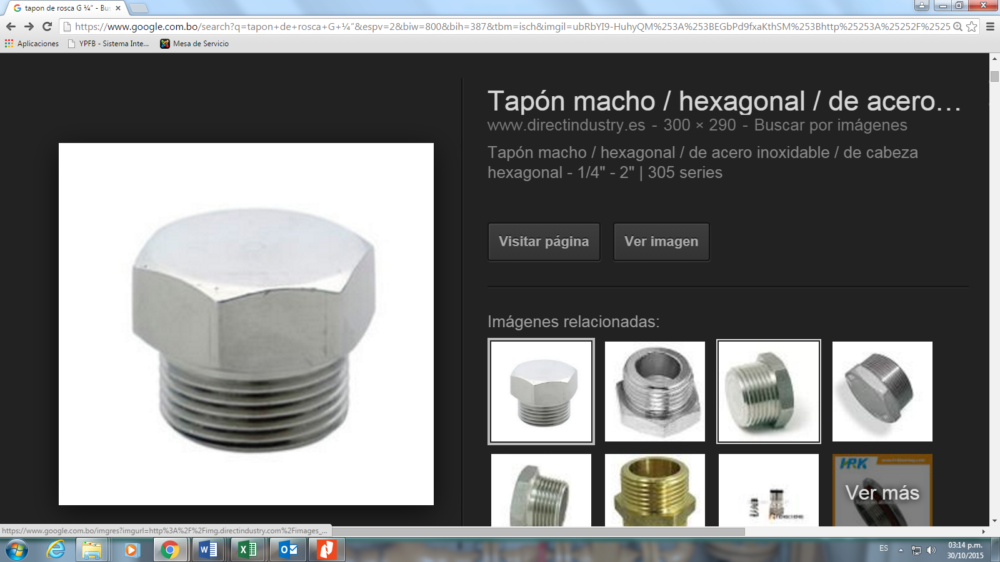 tapon de rosca G ¼” - Bus
https://www.google.com.bo/search?q=tapon+de+rosca+G+¼”&espv=2&biw=800&bih=387&tbm=isch&imgil=ubRbYI9-HuhyQM%253A%253BEGbPd9fxaKthSM%253Bhttp%25253A%25252F%2525
Aplicaciones
YPFB - Sistema Inte...
Mesa de Servicio
Tapón macho / hexagonal / de acero…
www.directindustry.es - 300 × 290 - Buscar por imágenes
Tapón macho / hexagonal / de acero inoxidable / de cabeza
hexagonal - 1/4" - 2" | 305 series
Visitar página
Ver imagen
Imágenes relacionadas:
HRK
Ver más
https://www.google.com.bo/imgres?imgurl=http%3A%2F%2Fimg.directindustry.com%2Fimages_...
ES
03:14 p.m.
30/10/2015